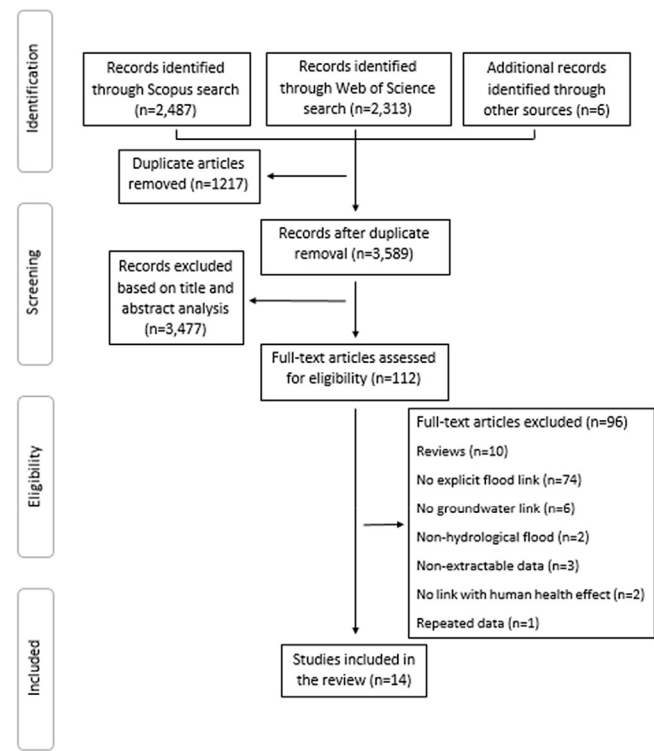 Identification
Records identified
through Scopus search
(n=2,487)
Records identified
through Web of Science
search (n=2,313)
Additional records
identified through
other sources (n=6)
Duplicate articles
removed (n=1217)
Screening
Records after duplicate
removal (n=3,589)
Records excluded
based on title and
abstract analysis
(n=3,477)
Full-text articles assessed
for eligibility (n=112)
Eligibility
Full-text articles excluded (n=96)
Reviews (n=10)
No explicit flood link (n=74)
No groundwater link (n=6)
Non-hydrological flood (n=2)
Non-extractable data (n=3)
No link with human health effect (n=2)
Repeated data (n=1)
Included
Studies included in
the review (n=14)